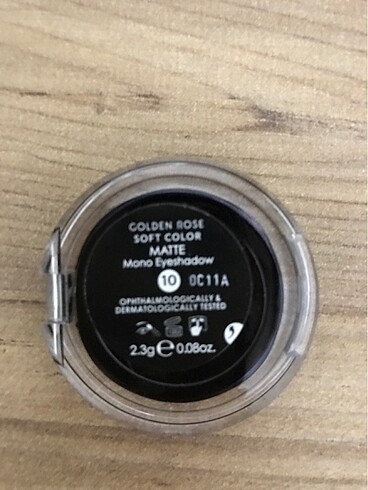 GOLDEN ROSE
SOFT COLOR
MATTE
Mono Eyeshadow
10 0C11A
OPHTHALMOLOGICALLY &
DERMATOLOGICALLY TESTED
2.3g e 0.08oz.